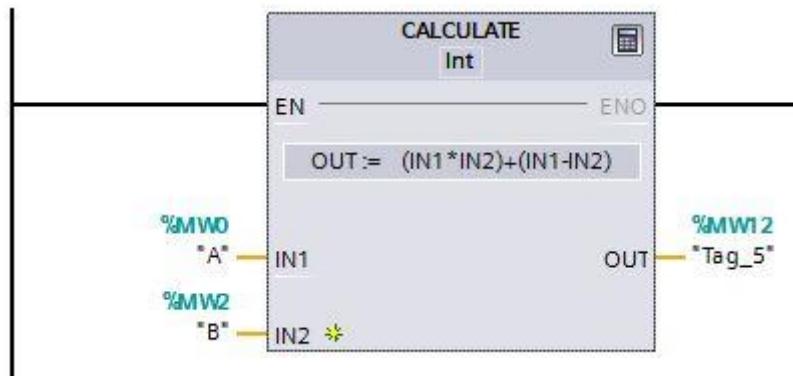 CALCULATE
Int
EN ENO
OUT := (IN1*IN2)+(IN1-IN2)
%MW0 %MW12
"A" IN1 OUT "Tag_5"
%MW2
"B" IN2